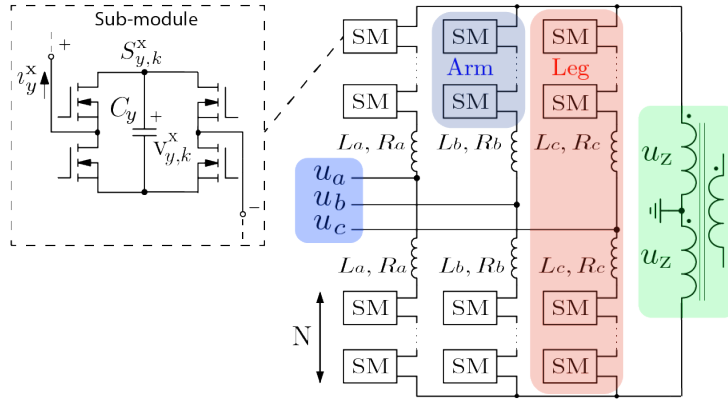 Sub-module
S^x_{y,k}
+
i^x_y
C_y
+
v^x_{y,k}
−
SM SM SM
Arm Leg
SM SM SM
L_a, R_a L_b, R_b L_c, R_c
u_a
u_b
u_c
u_z
u_z
L_a, R_a L_b, R_b L_c, R_c
N
SM SM SM
SM SM SM